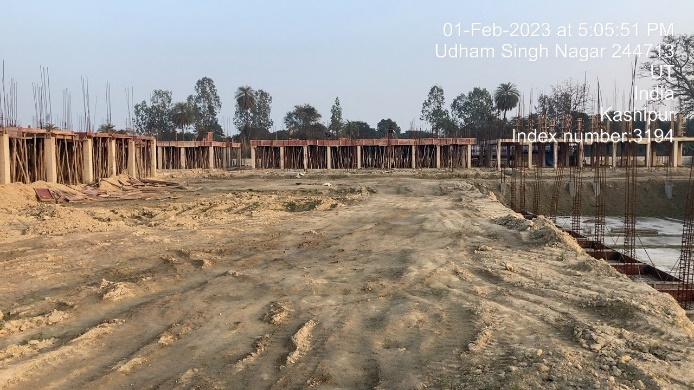 01-Feb-2023 at 5:05:51 PM
Udham Singh Nagar 244713
UT
India
Kashipur
Index number:3194